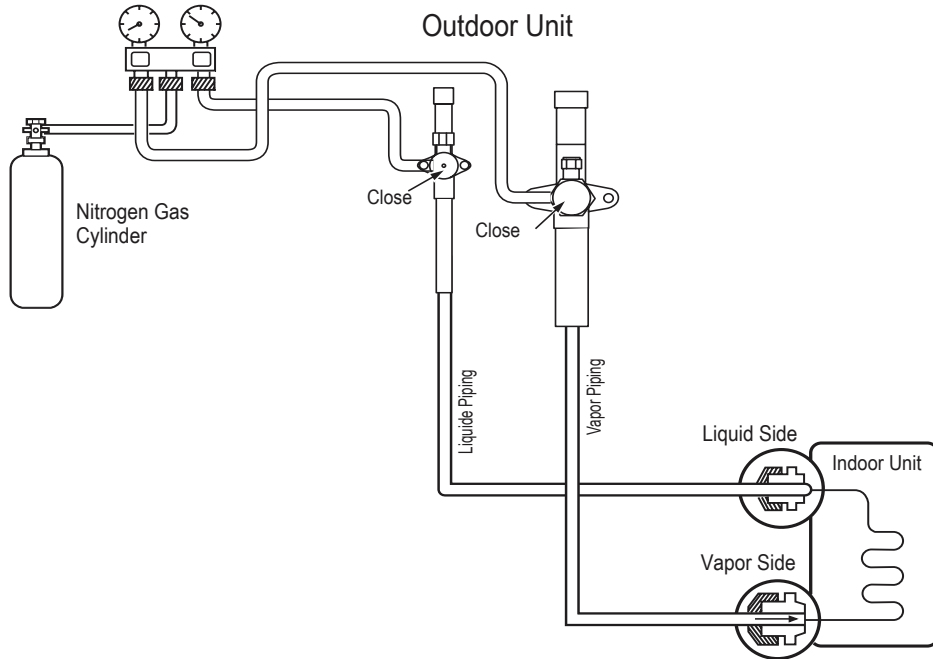 Outdoor Unit
Nitrogen Gas
Cylinder
Close
Close
Liquide Piping
Vapor Piping
Liquid Side
Indoor Unit
Vapor Side